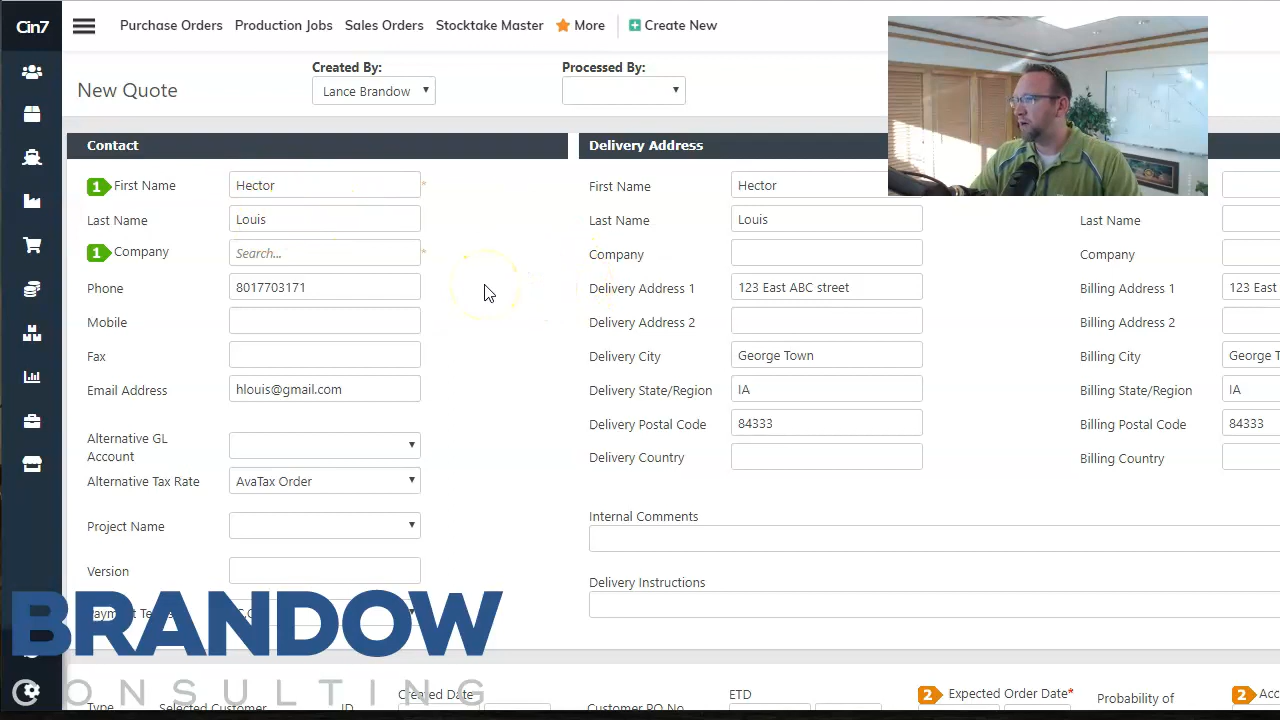 Cin7
Purchase Orders Production Jobs Sales Orders Stocktake Master More Create New
Created By: Processed By:
New Quote Lance Brandow
Contact
1 First Name Hector *
Last Name Louis
1 Company Search... *
Phone 8017703171
Mobile
Fax
Email Address hlouis@gmail.com
Alternative GL
Account
Alternative Tax Rate AvaTax Order
Project Name
Version
Delivery Address
First Name Hector
Last Name Louis
Company
Delivery Address 1 123 East ABC street
Delivery Address 2
Delivery City George Town
Delivery State/Region IA
Delivery Postal Code 84333
Delivery Country
Last Name
Company
Billing Address 1 123 East
Billing Address 2
Billing City George T
Billing State/Region IA
Billing Postal Code 84333
Billing Country
Internal Comments
Delivery Instructions
BRANDOW
CONSULTING
Created Date ETD 2 Expected Order Date* Probability of 2 Acc
Type Selected Customer ID Customer PO No